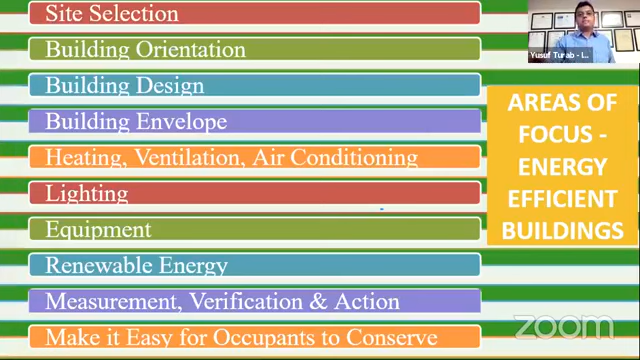 Site Selection
Building Orientation
Building Design
Building Envelope
Heating, Ventilation, Air Conditioning
Lighting
Equipment
Renewable Energy
Measurement, Verification & Action
Make it Easy for Occupants to Conserve
Yusuf Turab - I...
AREAS OF
FOCUS -
ENERGY
EFFICIENT
BUILDINGS
zoom